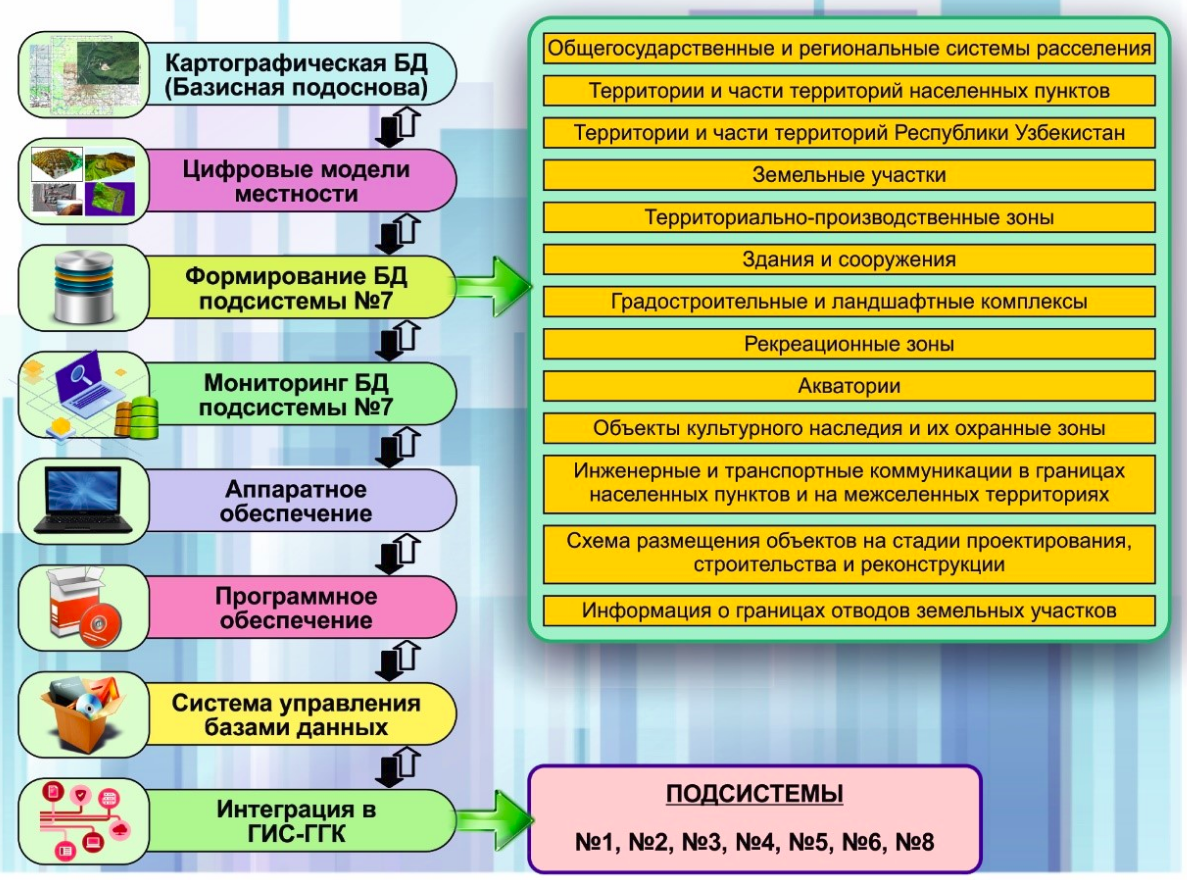 Картографическая БД
(Базисная подоснова)
Цифровые модели
местности
Формирование БД
подсистемы №7
Мониторинг БД
подсистемы №7
Аппаратное
обеспечение
Программное
обеспечение
Система управления
базами данных
Интеграция в
ГИС-ГГК
Общегосударственные и региональные системы расселения
Территории и части территорий населенных пунктов
Территории и части территорий Республики Узбекистан
Земельные участки
Территориально-производственные зоны
Здания и сооружения
Градостроительные и ландшафтные комплексы
Рекреационные зоны
Акватории
Объекты культурного наследия и их охранные зоны
Инженерные и транспортные коммуникации в границах
населенных пунктов и на межселенных территориях
Схема размещения объектов на стадии проектирования,
строительства и реконструкции
Информация о границах отводов земельных участков
ПОДСИСТЕМЫ
№1, №2, №3, №4, №5, №6, №8